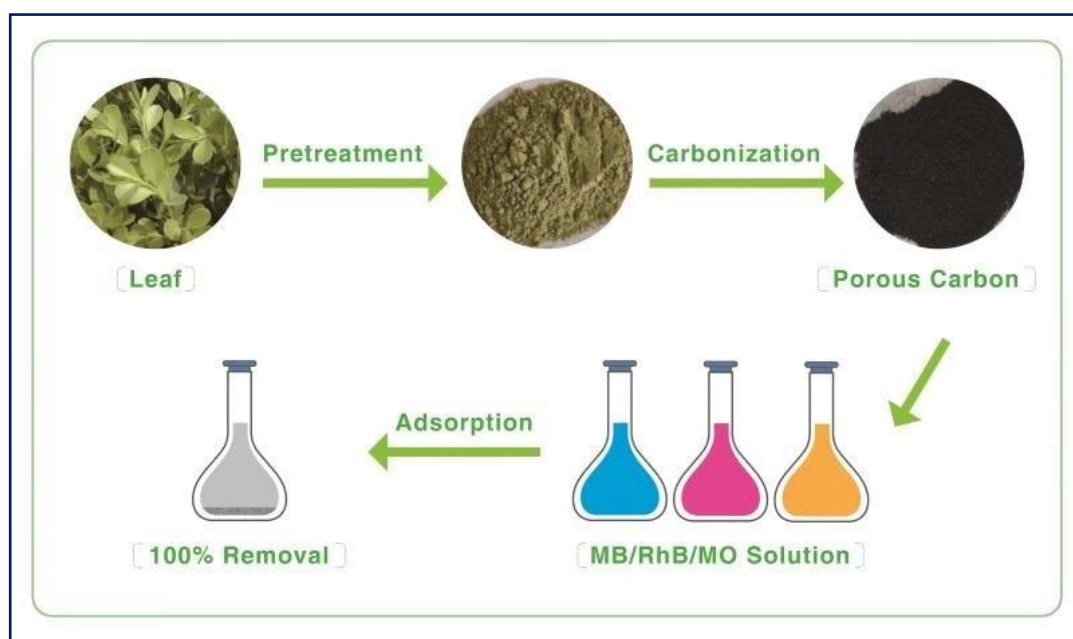 Pretreatment
Carbonization
Leaf
Porous Carbon
Adsorption
100% Removal
MB/RhB/MO Solution